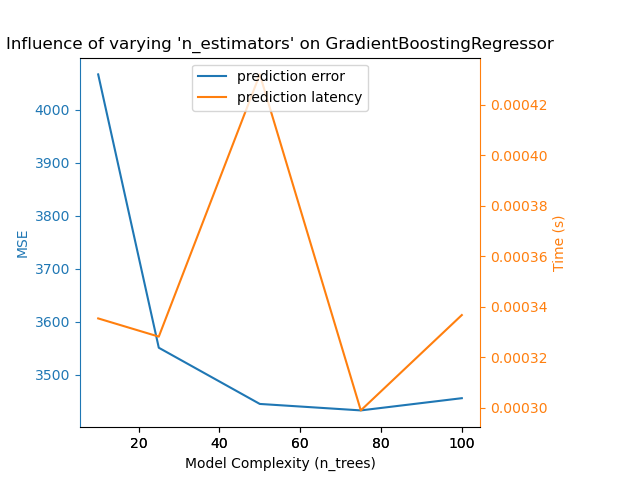 Influence of varying 'n_estimators' on GradientBoostingRegressor
prediction error
prediction latency
MSE
4000
3900
3800
3700
3600
3500
0.00042
0.00040
0.00038
0.00036
0.00034
0.00032
0.00030
Time (s)
20 40 60 80 100
Model Complexity (n_trees)